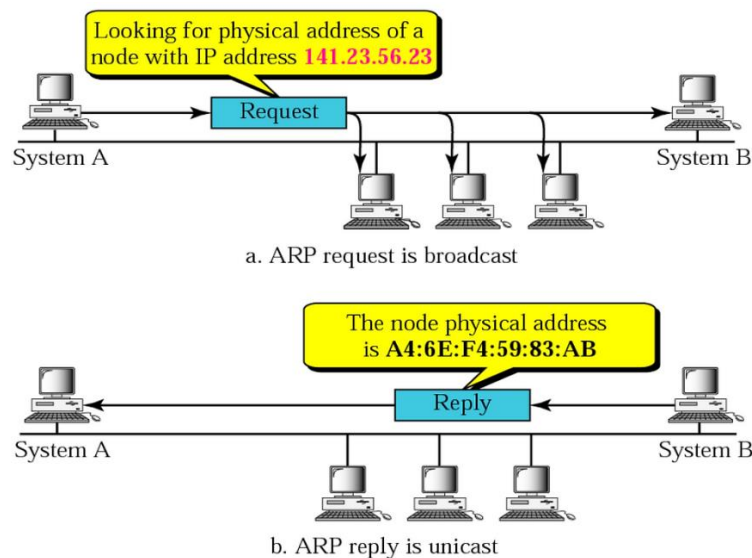 Looking for physical address of a
node with IP address 141.23.56.23
Request
System A
System B
a. ARP request is broadcast
The node physical address
is A4:6E:F4:59:83:AB
Reply
System A
System B
b. ARP reply is unicast